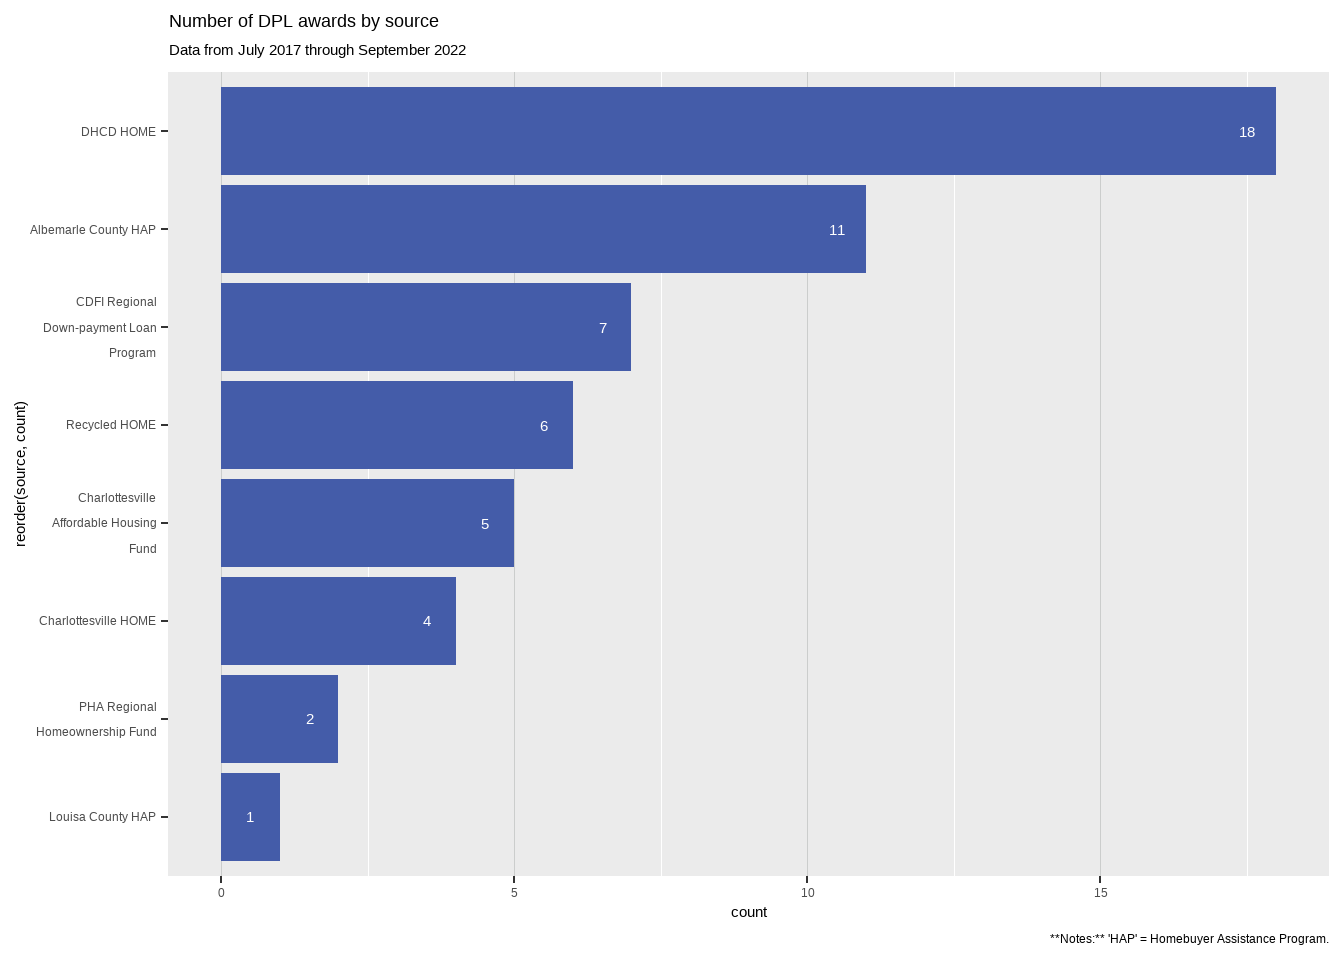 Number of DPL awards by source
Data from July 2017 through September 2022
DHCD HOME
18
Albemarle County HAP
11
CDFI Regional
Down-payment Loan
Program
7
Recycled HOME
6
Charlottesville
Affordable Housing
Fund
5
Charlottesville HOME
4
PHA Regional
Homeownership Fund
2
Louisa County HAP
1
reorder(source, count)
0 5 10 15
count
**Notes:** 'HAP' = Homebuyer Assistance Program.